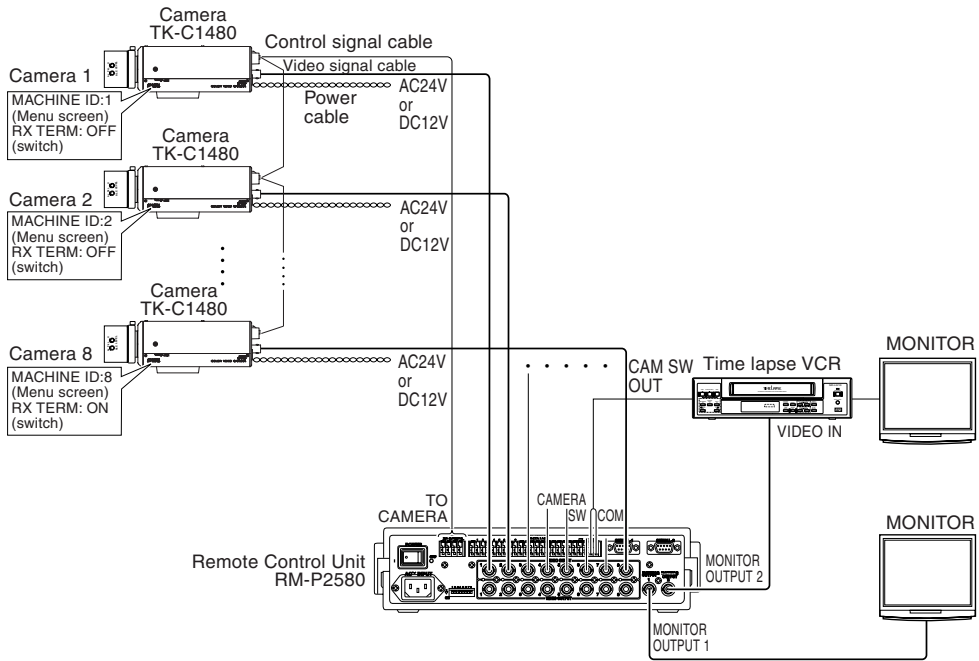 Camera
TK-C1480
Control signal cable
Video signal cable
Camera 1
MACHINE ID:1
(Menu screen)
RX TERM: OFF
(switch)
Power
cable
AC24V
or
DC12V
Camera
TK-C1480
Camera 2
MACHINE ID:2
(Menu screen)
RX TERM: OFF
(switch)
AC24V
or
DC12V
Camera
TK-C1480
Camera 8
MACHINE ID:8
(Menu screen)
RX TERM: ON
(switch)
AC24V
or
DC12V
CAM SW
OUT
Time lapse VCR
MONITOR
VIDEO IN
TO
CAMERA
CAMERA
SW
COM
MONITOR
Remote Control Unit
RM-P2580
MONITOR
OUTPUT 2
MONITOR
OUTPUT 1